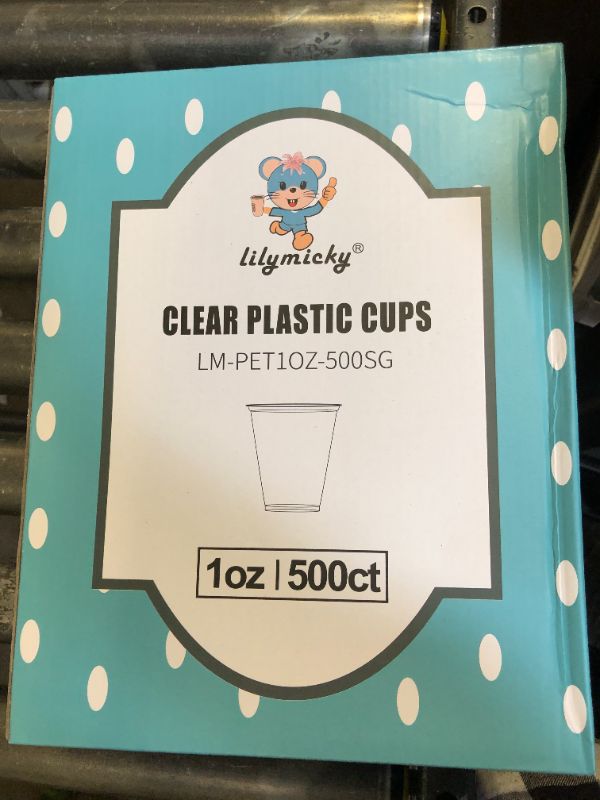 lilymicky®
CLEAR PLASTIC CUPS
LM-PET1OZ-500SG
1oz | 500ct